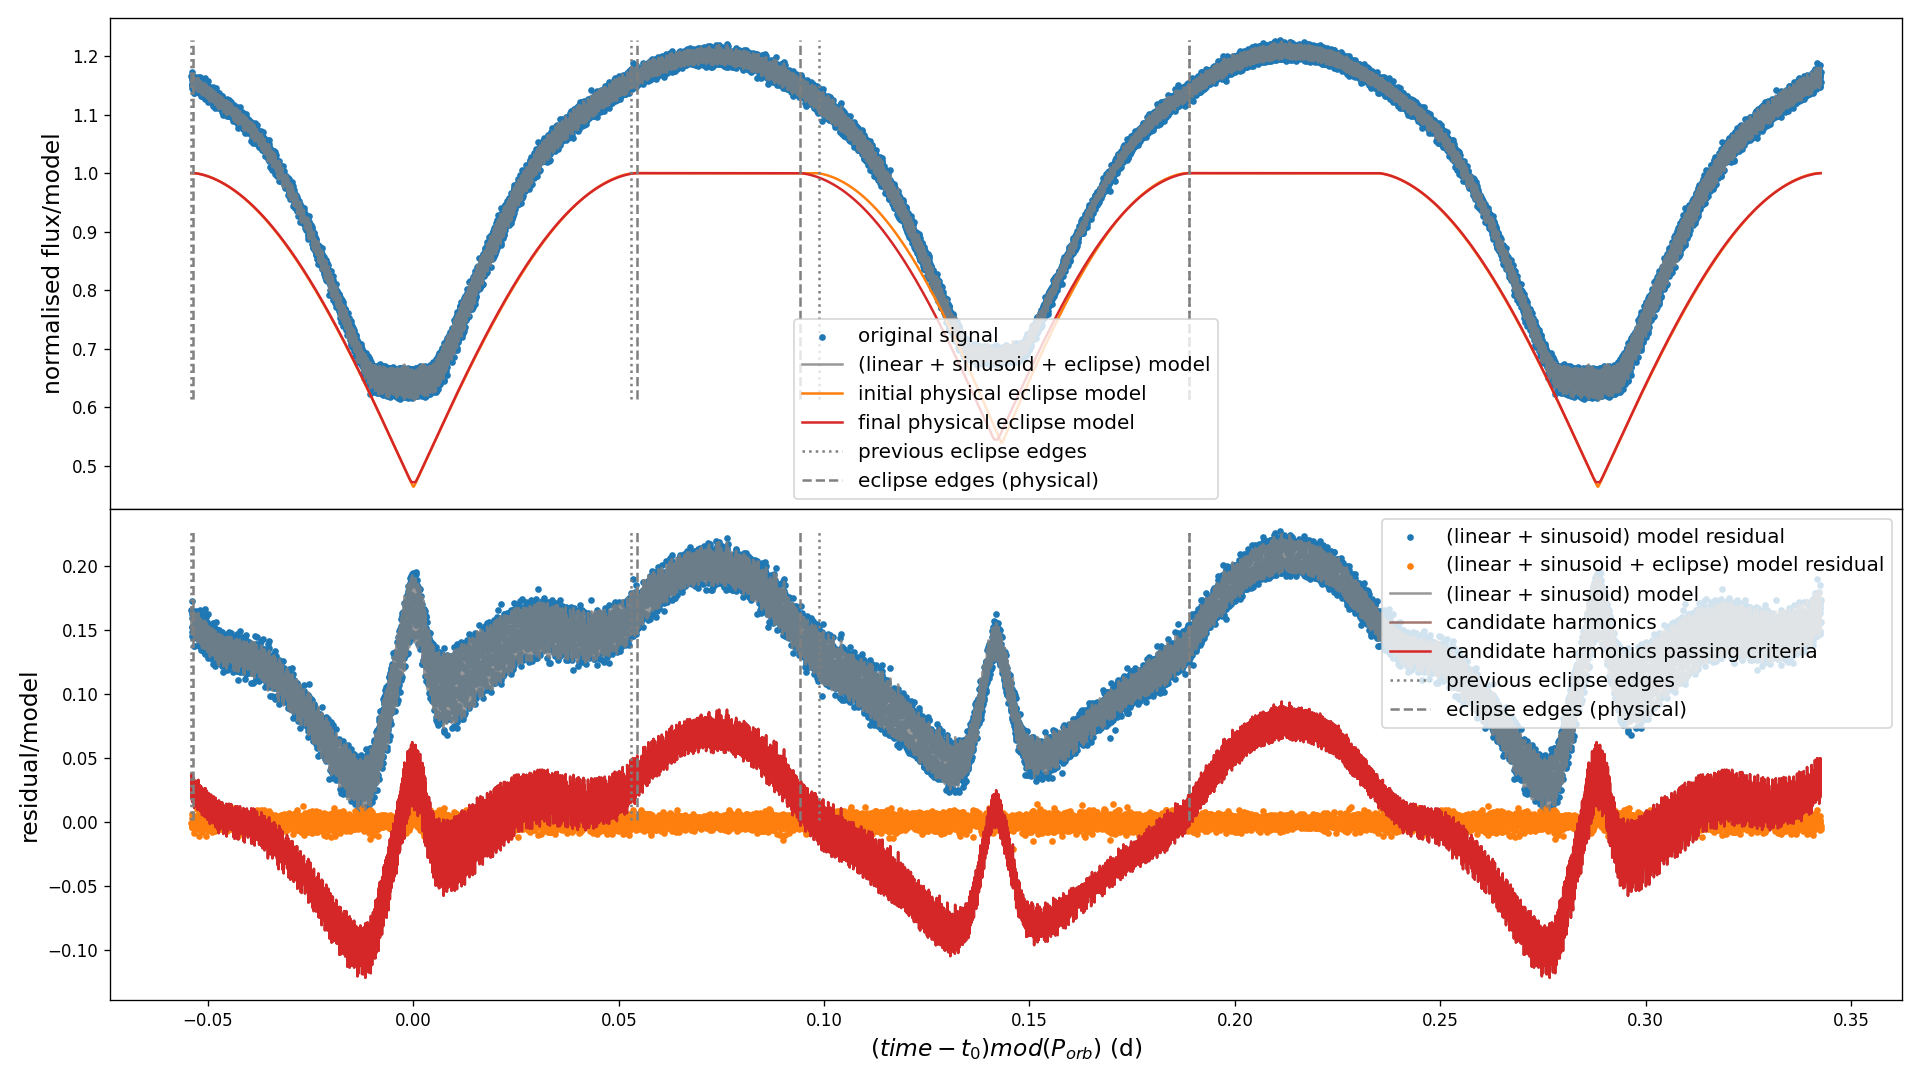 normalised flux/model
1.2
1.1
1.0
0.9
0.8
0.7
0.6
0.5
original signal
(linear + sinusoid + eclipse) model
initial physical eclipse model
final physical eclipse model
previous eclipse edges
eclipse edges (physical)
residual/model
0.20
0.15
0.10
0.05
0.00
−0.05
−0.10
(linear + sinusoid) model residual
(linear + sinusoid + eclipse) model residual
(linear + sinusoid) model
candidate harmonics
candidate harmonics passing criteria
previous eclipse edges
eclipse edges (physical)
−0.05 0.00 0.05 0.10 0.15 0.20 0.25 0.30 0.35
(time − t₀)mod(P_orb) (d)